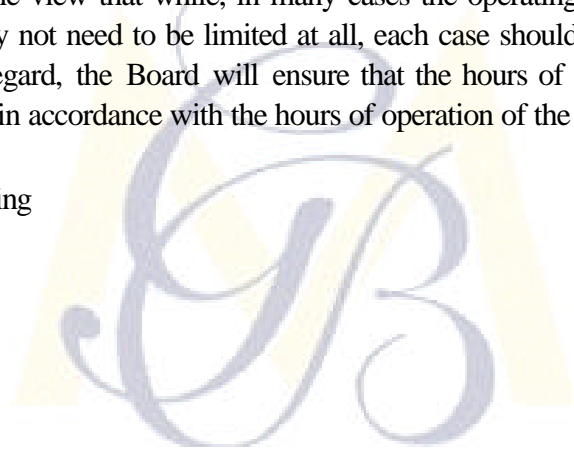 e view that while, in many cases the operating
y not need to be limited at all, each case should
egard, the Board will ensure that the hours of
in accordance with the hours of operation of the
ing